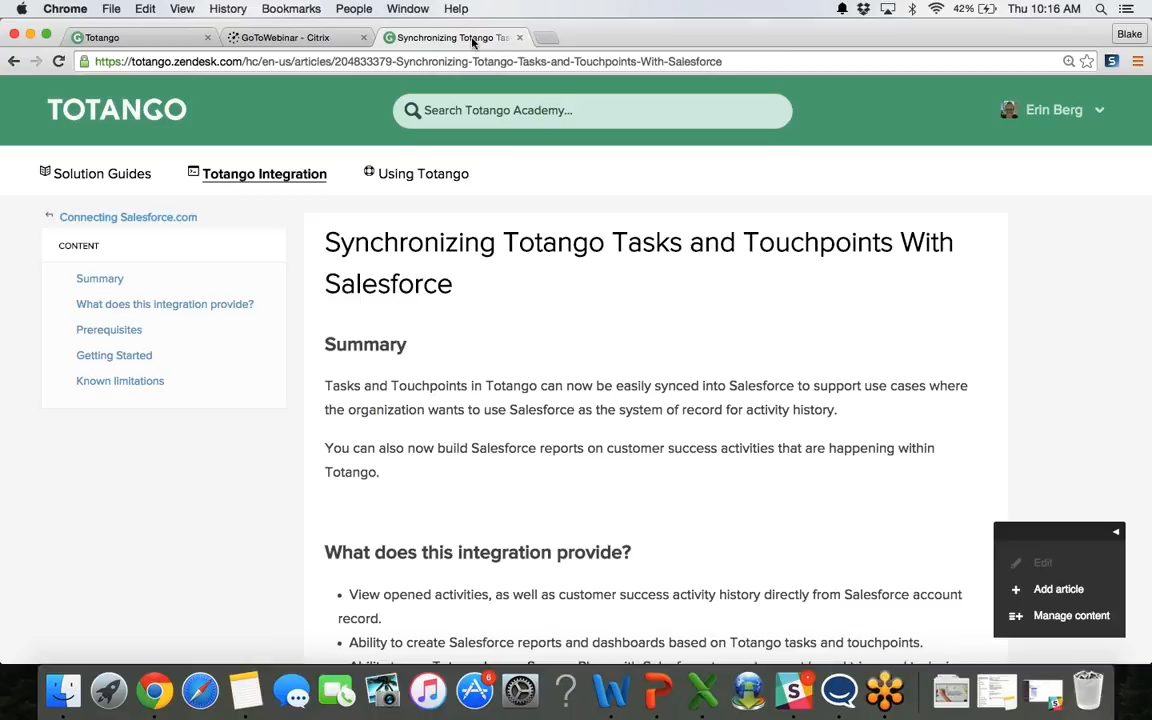 Chrome File Edit View History Bookmarks People Window Help 42% Thu 10:16 AM
Totango GoToWebinar - Citrix Synchronizing Totango Tas Blake
https://totango.zendesk.com/hc/en-us/articles/204833379-Synchronizing-Totango-Tasks-and-Touchpoints-With-Salesforce S
TOTANGO Search Totango Academy... Erin Berg
Solution Guides Totango Integration Using Totango
Connecting Salesforce.com
CONTENT
Summary
What does this integration provide?
Prerequisites
Getting Started
Known limitations
Synchronizing Totango Tasks and Touchpoints With
Salesforce
Summary
Tasks and Touchpoints in Totango can now be easily synced into Salesforce to support use cases where
the organization wants to use Salesforce as the system of record for activity history.
You can also now build Salesforce reports on customer success activities that are happening within
Totango.
What does this integration provide?
• View opened activities, as well as customer success activity history directly from Salesforce account
record.
• Ability to create Salesforce reports and dashboards based on Totango tasks and touchpoints.
Edit
Add article
Manage content
6